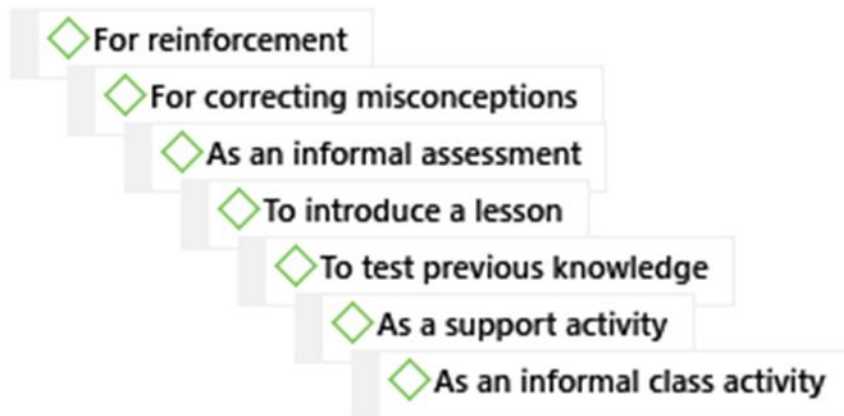 For reinforcement
For correcting misconceptions
As an informal assessment
To introduce a lesson
To test previous knowledge
As a support activity
As an informal class activity